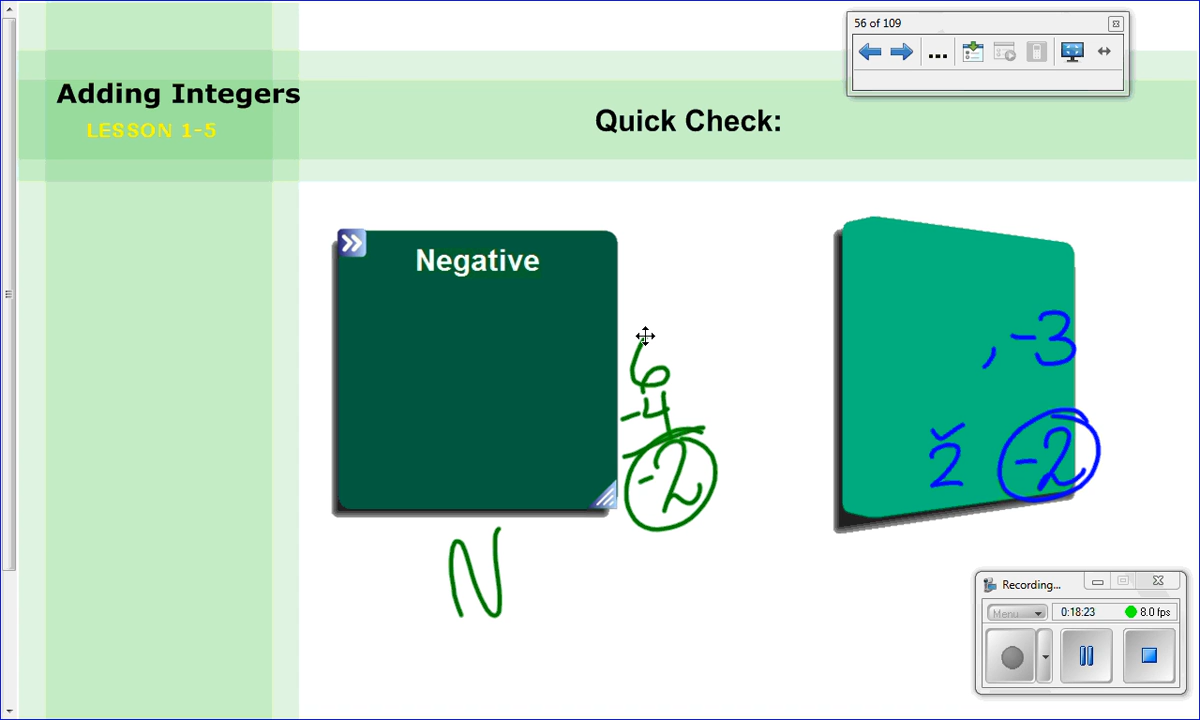 56 of 109
Adding Integers
LESSON 1-5
Quick Check:
Negative
6
-4
-2
N
, -3
2
-2
Recording...
Menu
0:18:23
8.0 fps